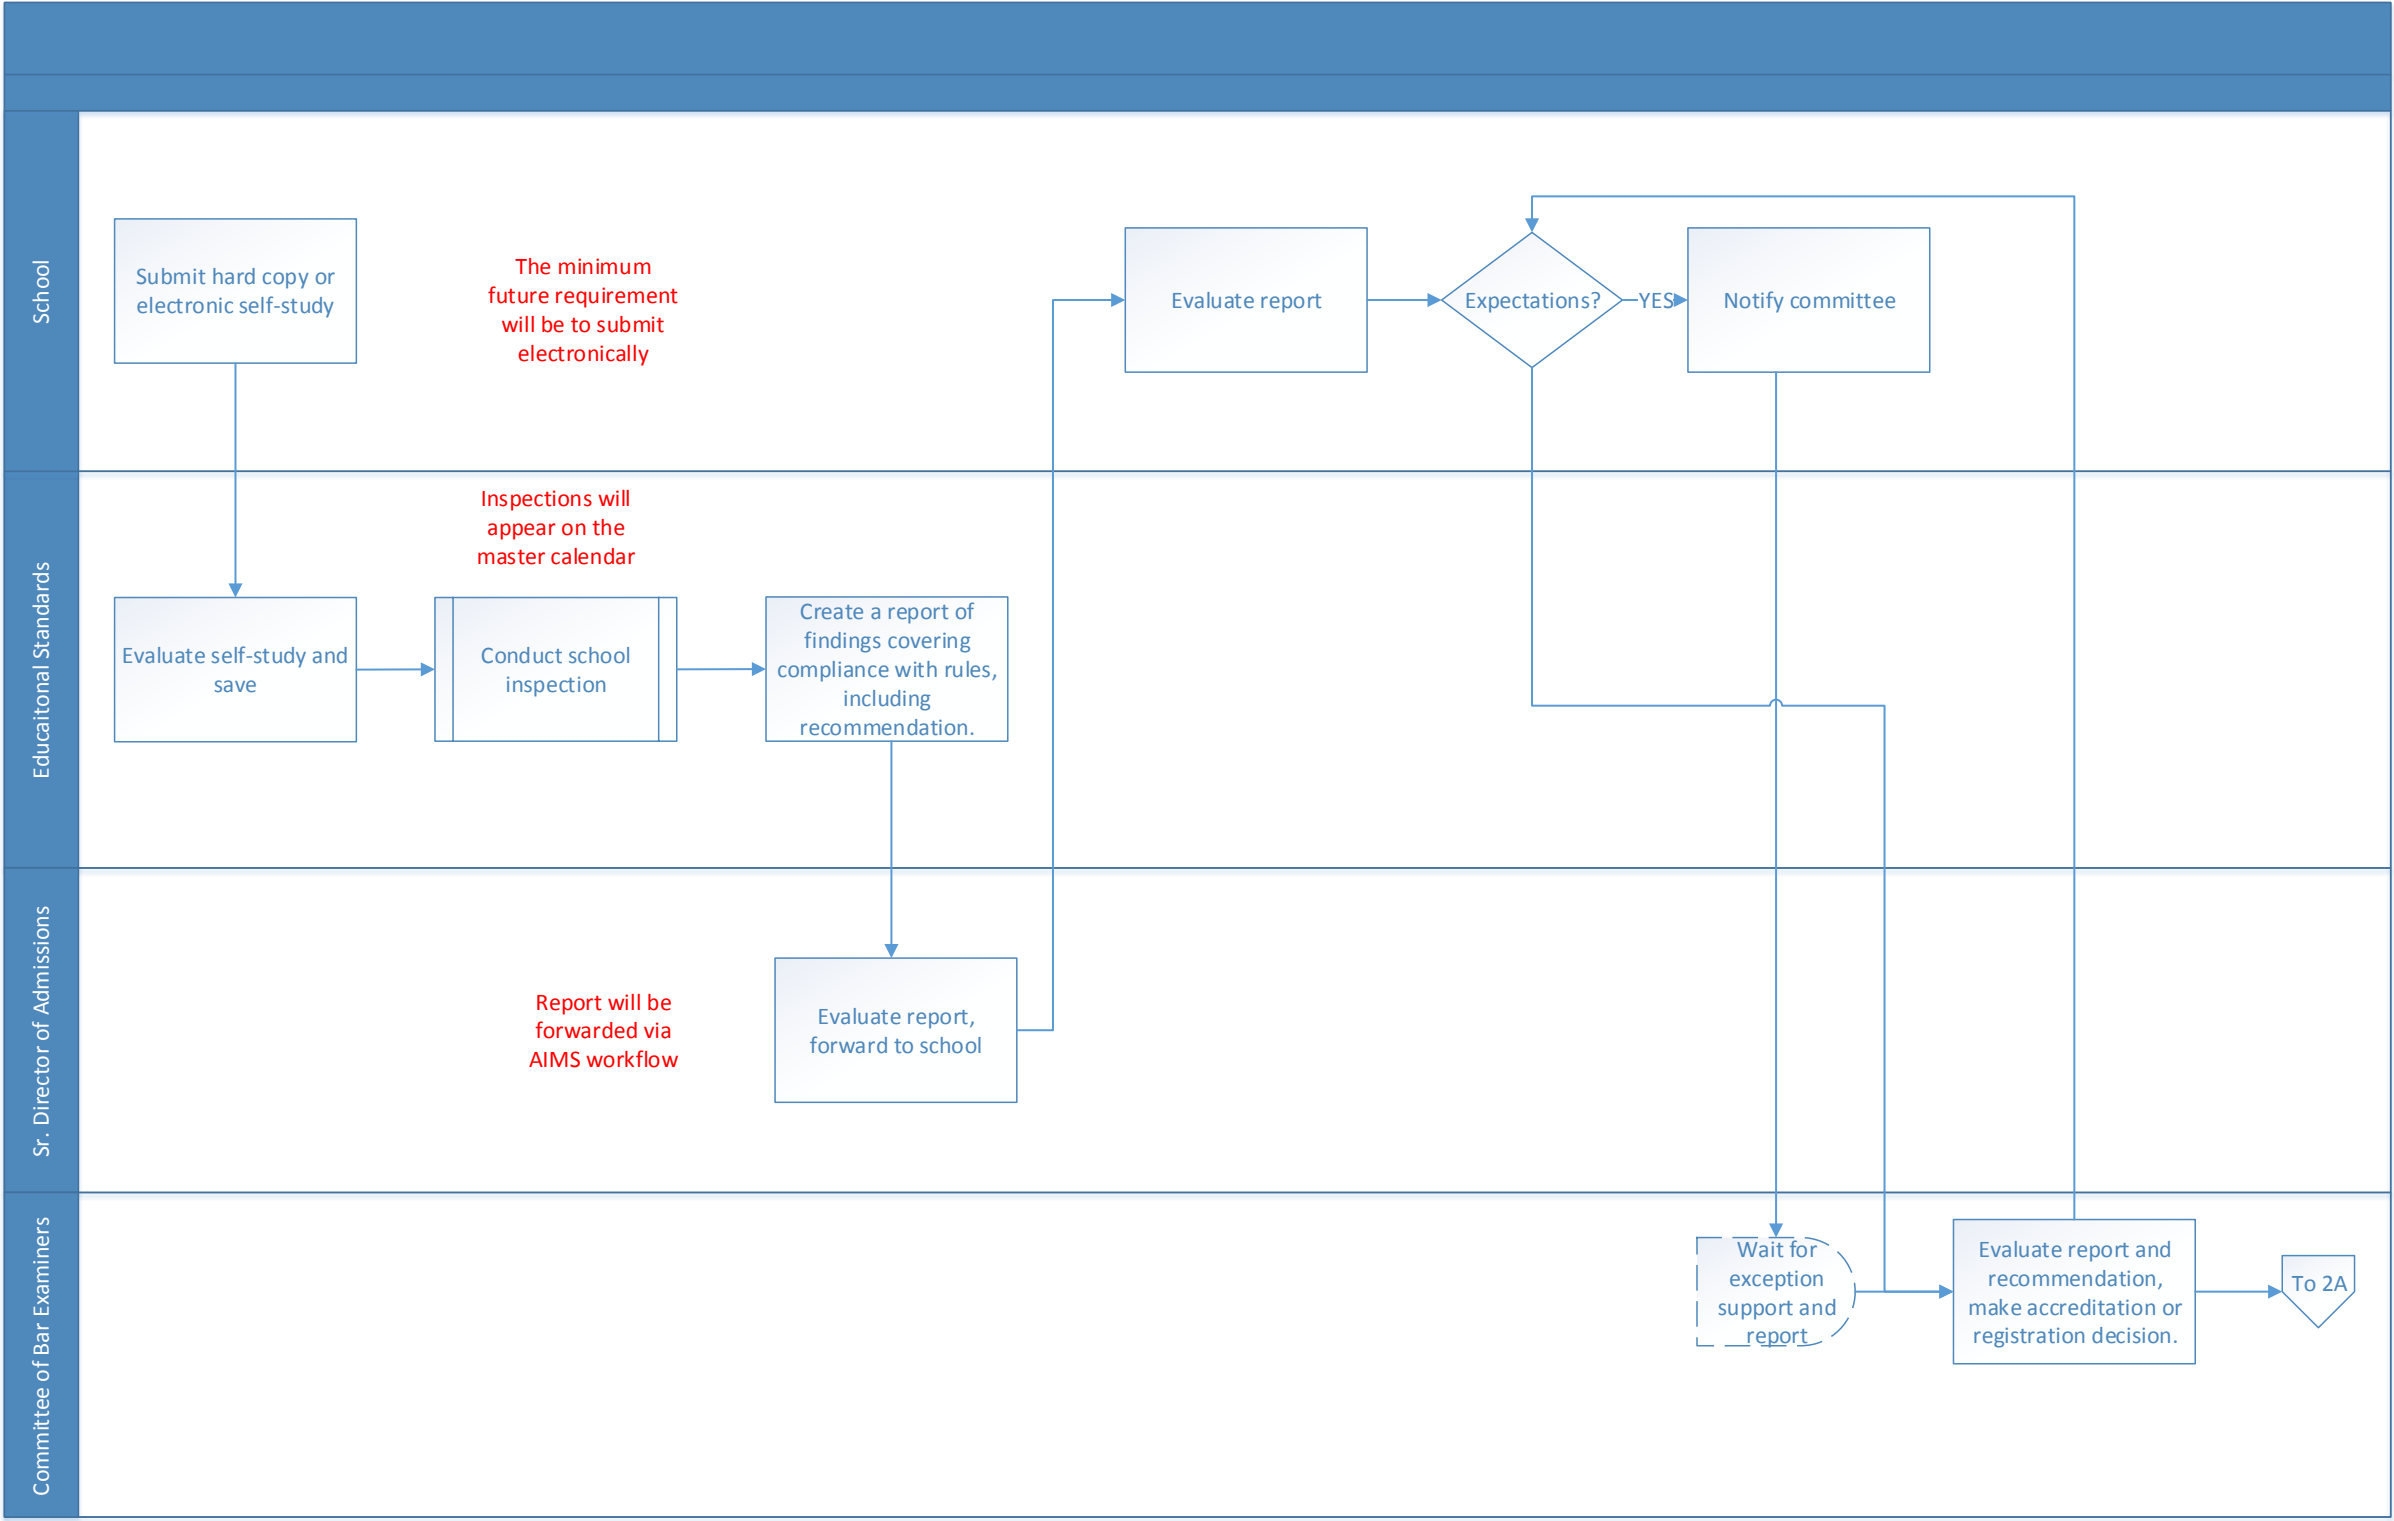 School
Submit hard copy or
electronic self-study
The minimum
future requirement
will be to submit
electronically
Evaluate report
Expectations?
YES
Notify committee
Educaitonal Standards
Inspections will
appear on the
master calendar
Evaluate self-study and
save
Conduct school
inspection
Create a report of
findings covering
compliance with rules,
including
recommendation.
Sr. Director of Admissions
Report will be
forwarded via
AIMS workflow
Evaluate report,
forward to school
Committee of Bar Examiners
Wait for
exception
support and
report
Evaluate report and
recommendation,
make accreditation or
registration decision.
To 2A